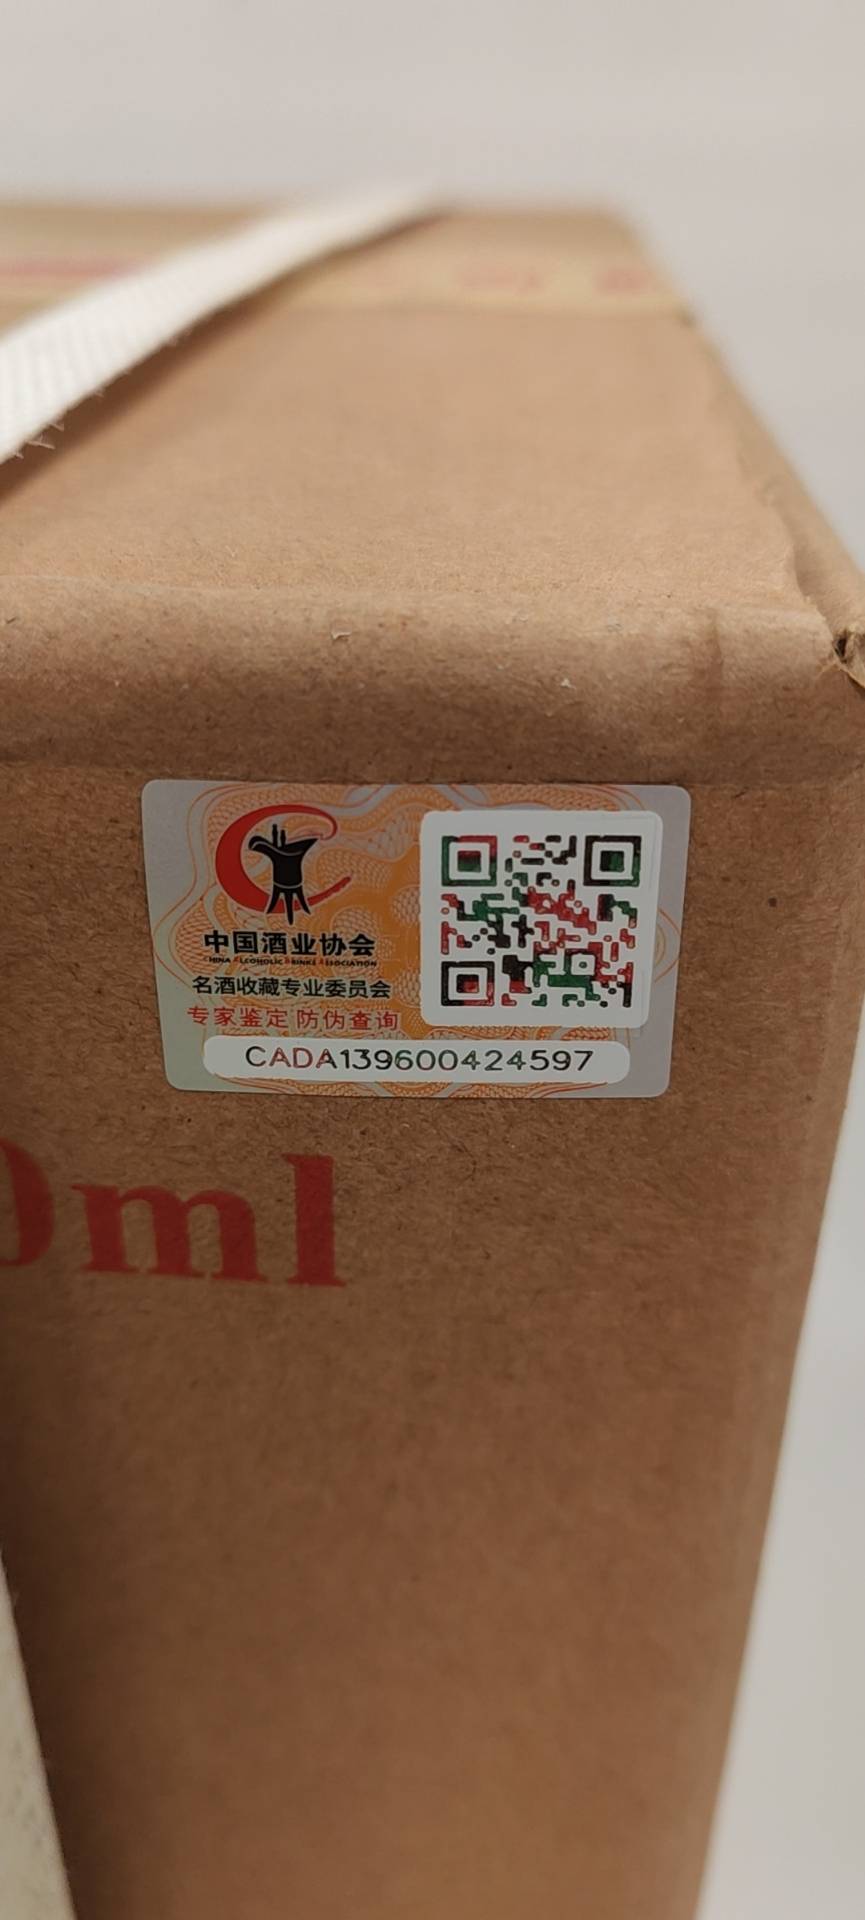 中国酒业协会
CHINA ALCOHOLIC DRINKS ASSOCIATION
名酒收藏专业委员会
专家鉴定 防伪查询
CADA139600424597
0ml